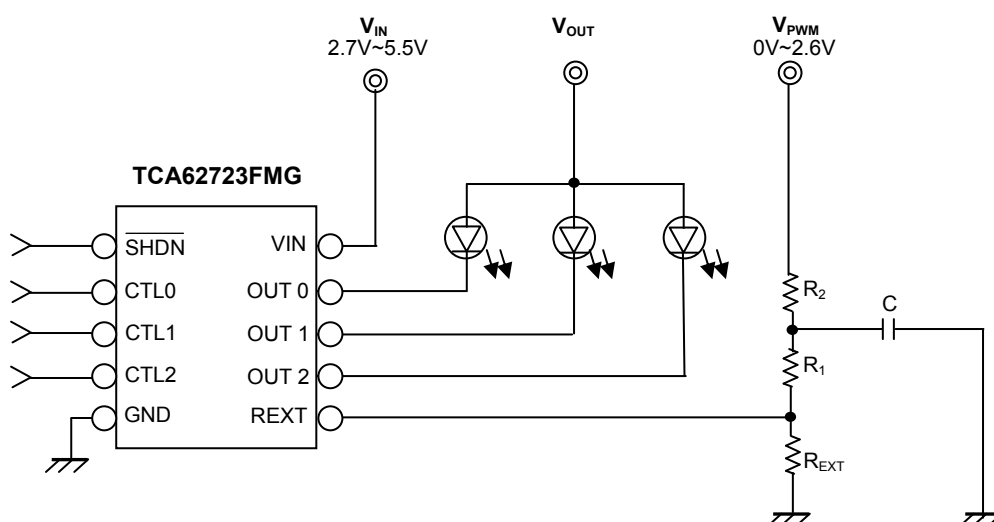 VIN
2.7V~5.5V
VOUT
VPWM
0V~2.6V
TCA62723FMG
SHDN
VIN
CTL0
OUT 0
CTL1
OUT 1
CTL2
OUT 2
GND
REXT
R2
C
R1
REXT